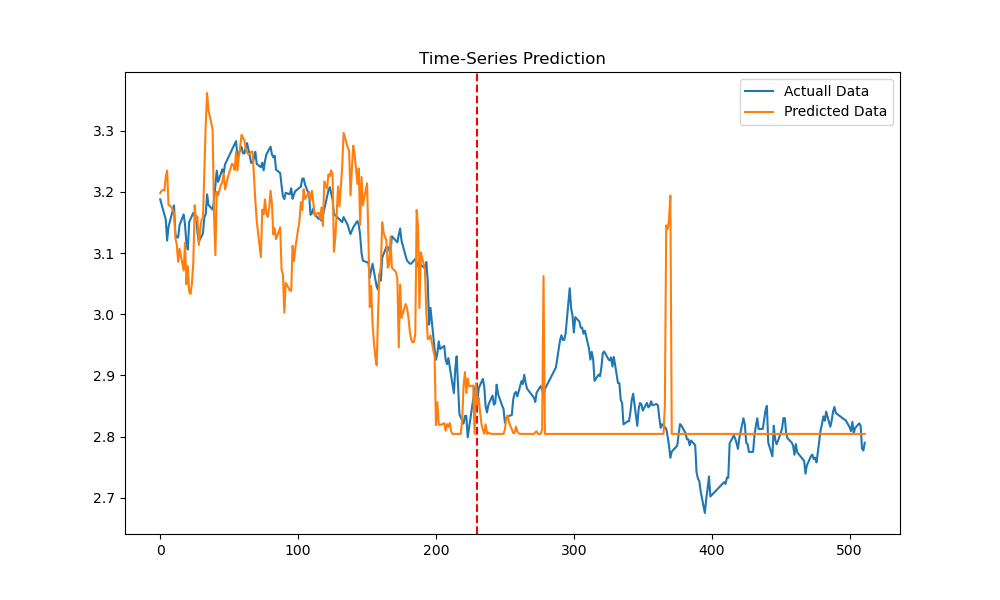 Time-Series Prediction
Actuall Data
Predicted Data
3.3
3.2
3.1
3.0
2.9
2.8
2.7
0 100 200 300 400 500